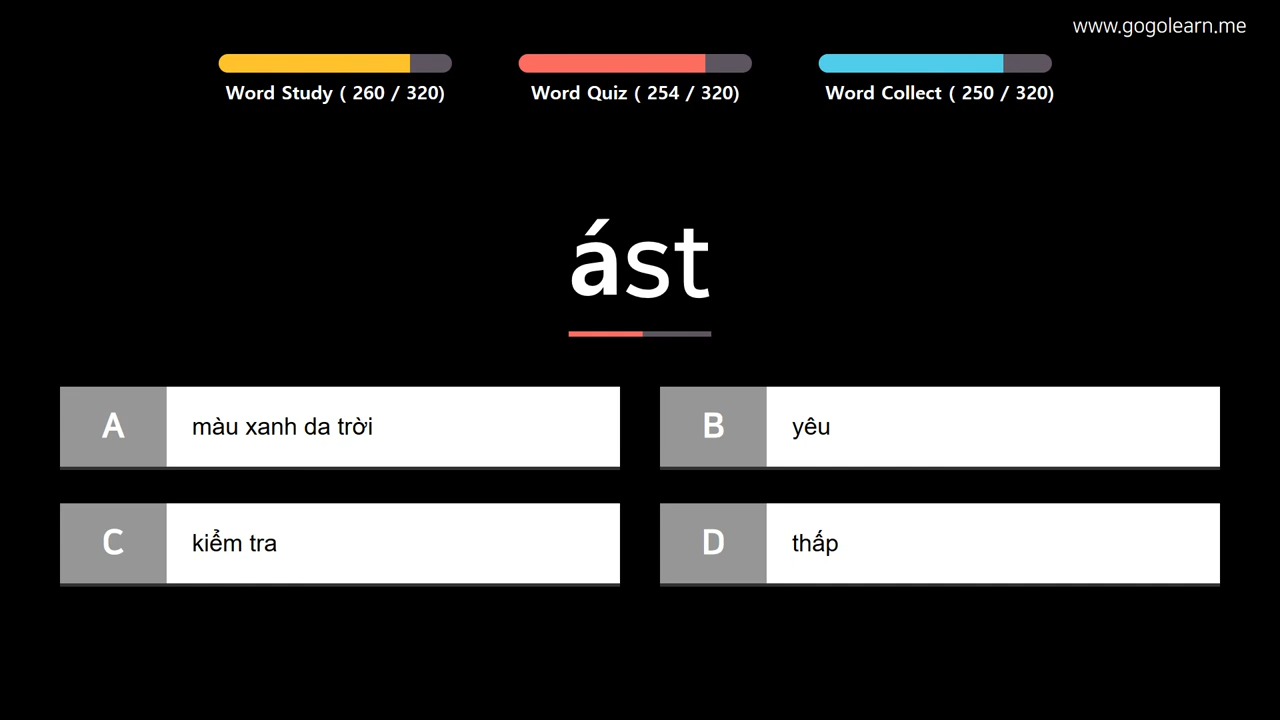 www.gogolearn.me
Word Study ( 260 / 320)
Word Quiz ( 254 / 320)
Word Collect ( 250 / 320)
ást
A
màu xanh da trời
B
yêu
C
kiểm tra
D
thấp